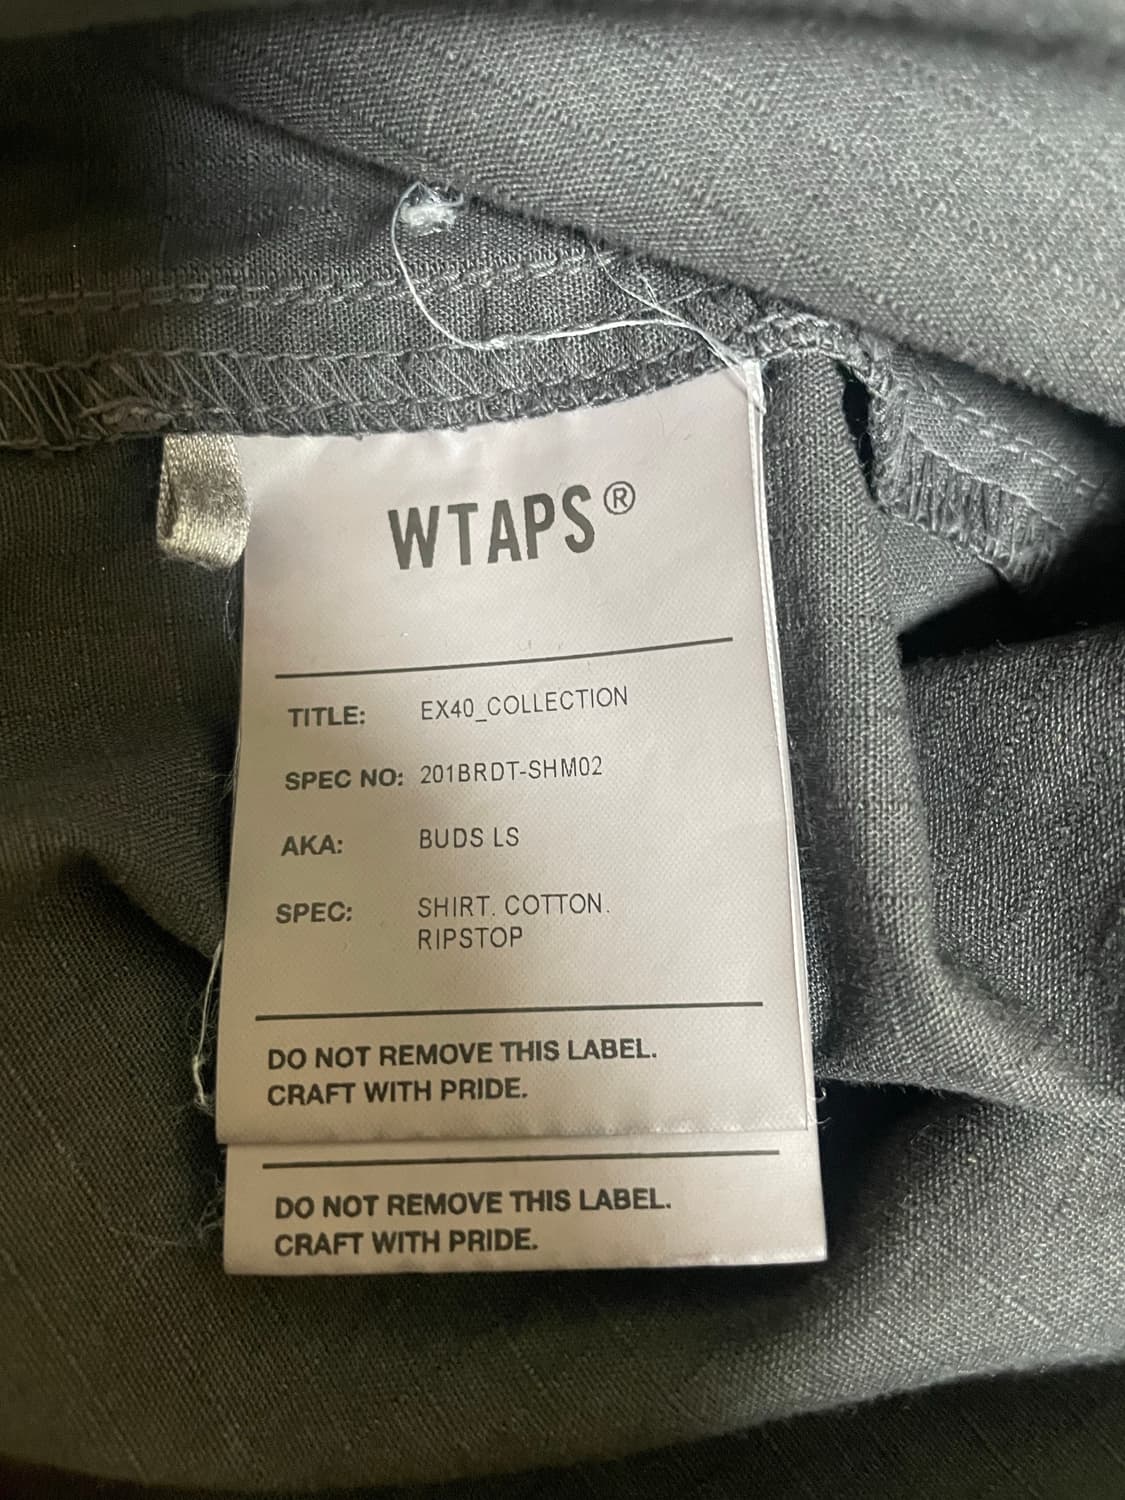 WTAPS®
TITLE: EX40_COLLECTION
SPEC NO: 201BRDT-SHM02
AKA: BUDS LS
SPEC: SHIRT. COTTON.
RIPSTOP
DO NOT REMOVE THIS LABEL.
CRAFT WITH PRIDE.
DO NOT REMOVE THIS LABEL.
CRAFT WITH PRIDE.